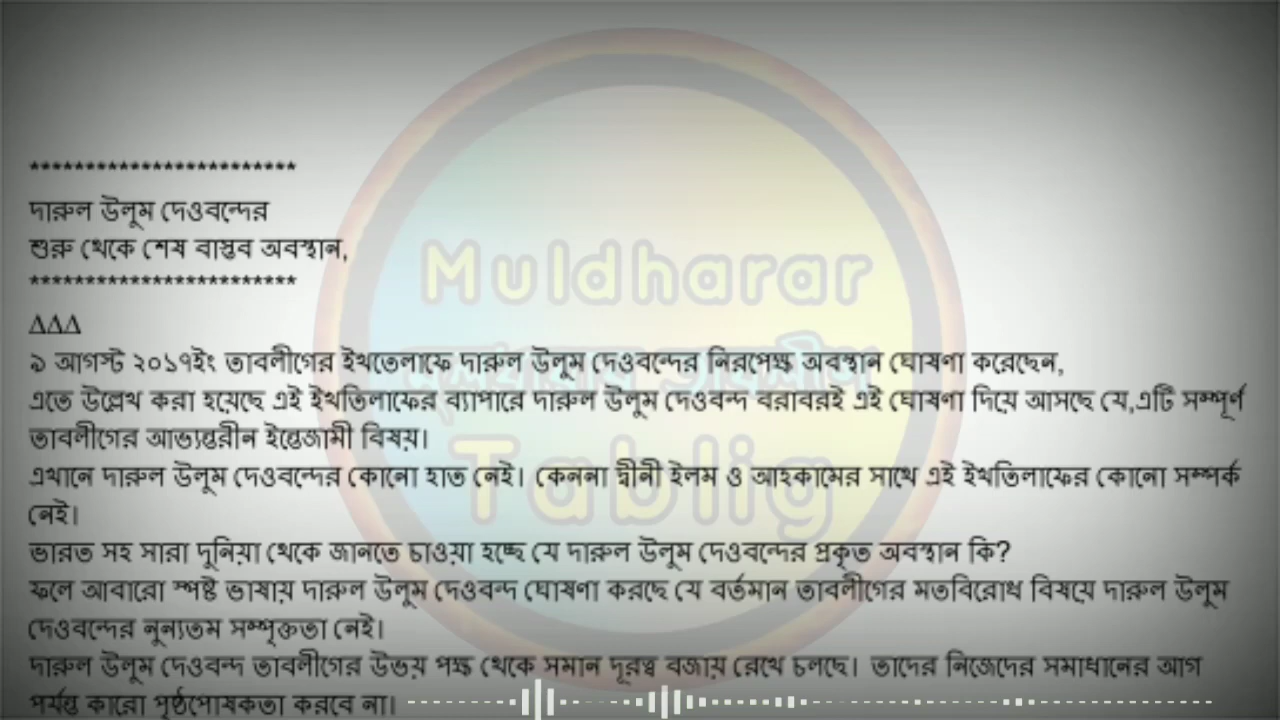 ************************
দারুল উলুম দেওবন্দের
শুরু থেকে শেষ বাস্তব অবস্থান,
************************
ΔΔΔ
৯ আগস্ট ২০১৭ইং তাবলীগের ইখতেলাফে দারুল উলুম দেওবন্দের নিরপেক্ষ অবস্থান ঘোষণা করেছেন,
এতে উল্লেখ করা হয়েছে এই ইখতিলাফের ব্যাপারে দারুল উলুম দেওবন্দ বরাবরই এই ঘোষণা দিয়ে আসছে যে,এটি সম্পূর্ণ
তাবলীগের আভ্যন্তরীন ইন্তেজামী বিষয়।
এখানে দারুল উলুম দেওবন্দের কোনো হাত নেই। কেননা দ্বীনী ইলম ও আহকামের সাথে এই ইখতিলাফের কোনো সম্পর্ক
নেই।
ভারত সহ সারা দুনিয়া থেকে জানতে চাওয়া হচ্ছে যে দারুল উলুম দেওবন্দের প্রকৃত অবস্থান কি?
ফলে আবারো স্পষ্ট ভাষায় দারুল উলুম দেওবন্দ ঘোষণা করছে যে বর্তমান তাবলীগের মতবিরোধ বিষয়ে দারুল উলুম
দেওবন্দের নুন্যতম সম্পৃক্ততা নেই।
দারুল উলুম দেওবন্দ তাবলীগের উভয় পক্ষ থেকে সমান দূরত্ব বজায় রেখে চলছে। তাদের নিজেদের সমাধানের আগ
পর্যন্ত কারো পৃষ্ঠপোষকতা করবে না।
Muldharar
Tablig